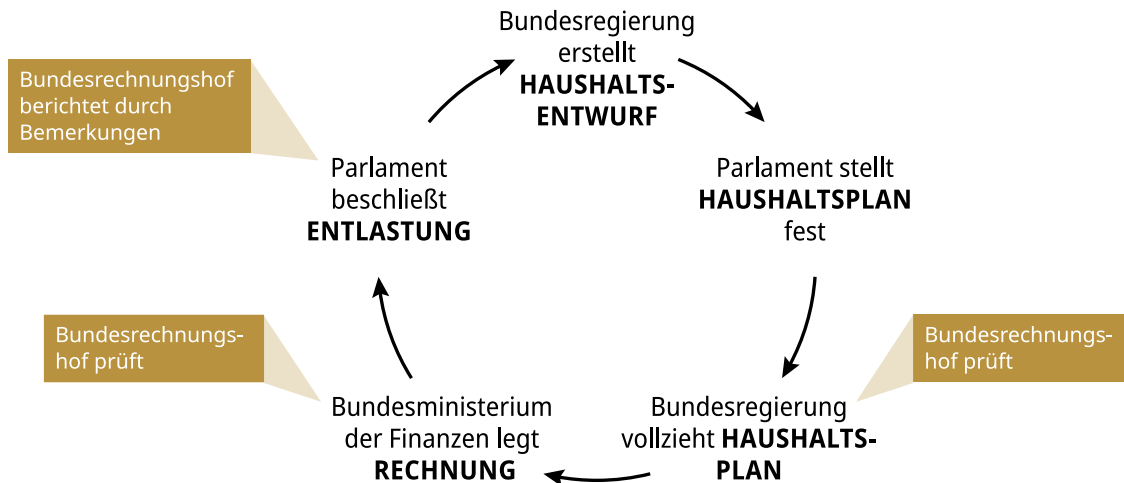 Bundesregierung
erstellt
HAUSHALTS-
ENTWURF
Bundesrechnungshof
berichtet durch
Bemerkungen
Parlament
beschließt
ENTLASTUNG
Parlament stellt
HAUSHALTSPLAN
fest
Bundesrechnungs-
hof prüft
Bundesrechnungs-
hof prüft
Bundesministerium
der Finanzen legt
RECHNUNG
Bundesregierung
vollzieht HAUSHALTS-
PLAN